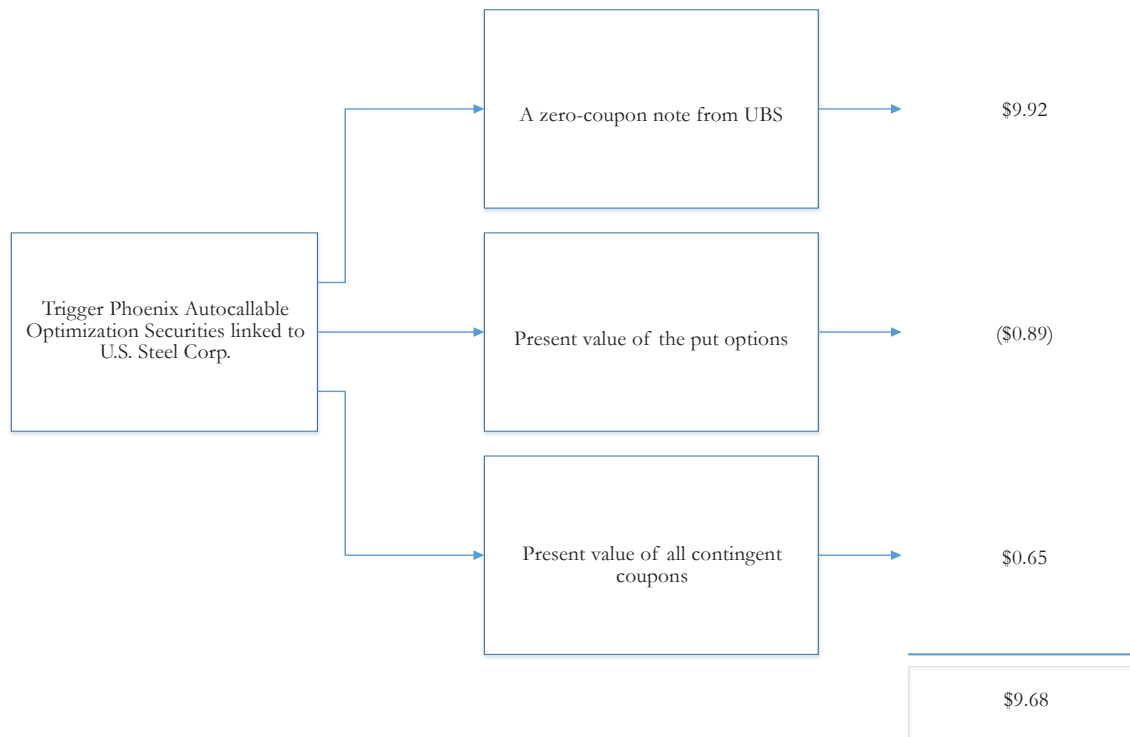 A zero-coupon note from UBS
$9.92
Trigger Phoenix Autocallable
Optimization Securities linked to
U.S. Steel Corp.
Present value of the put options
($0.89)
Present value of all contingent
coupons
$0.65
$9.68